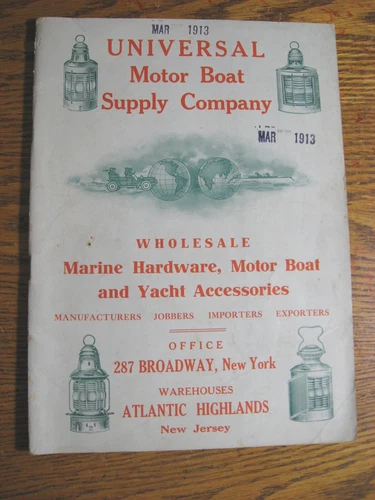 MAR 1913
UNIVERSAL
Motor Boat
Supply Company
MAR 1913
WHOLESALE
Marine Hardware, Motor Boat
and Yacht Accessories
MANUFACTURERS JOBBERS IMPORTERS EXPORTERS
OFFICE
287 BROADWAY, New York
WAREHOUSES
ATLANTIC HIGHLANDS
New Jersey